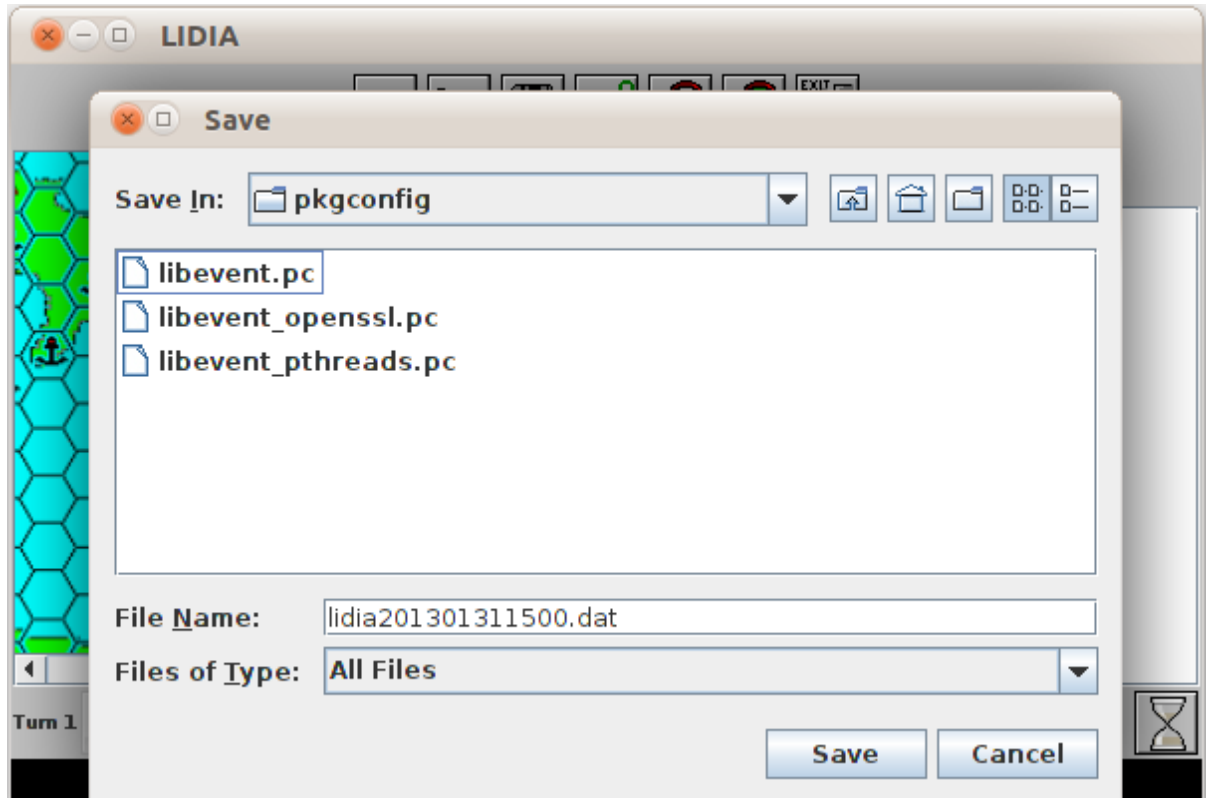 LIDIA
EXIT
Save
Save In: pkgconfig
libevent.pc
libevent_openssl.pc
libevent_pthreads.pc
File Name: lidia201301311500.dat
Files of Type: All Files
Turn 1
Save Cancel